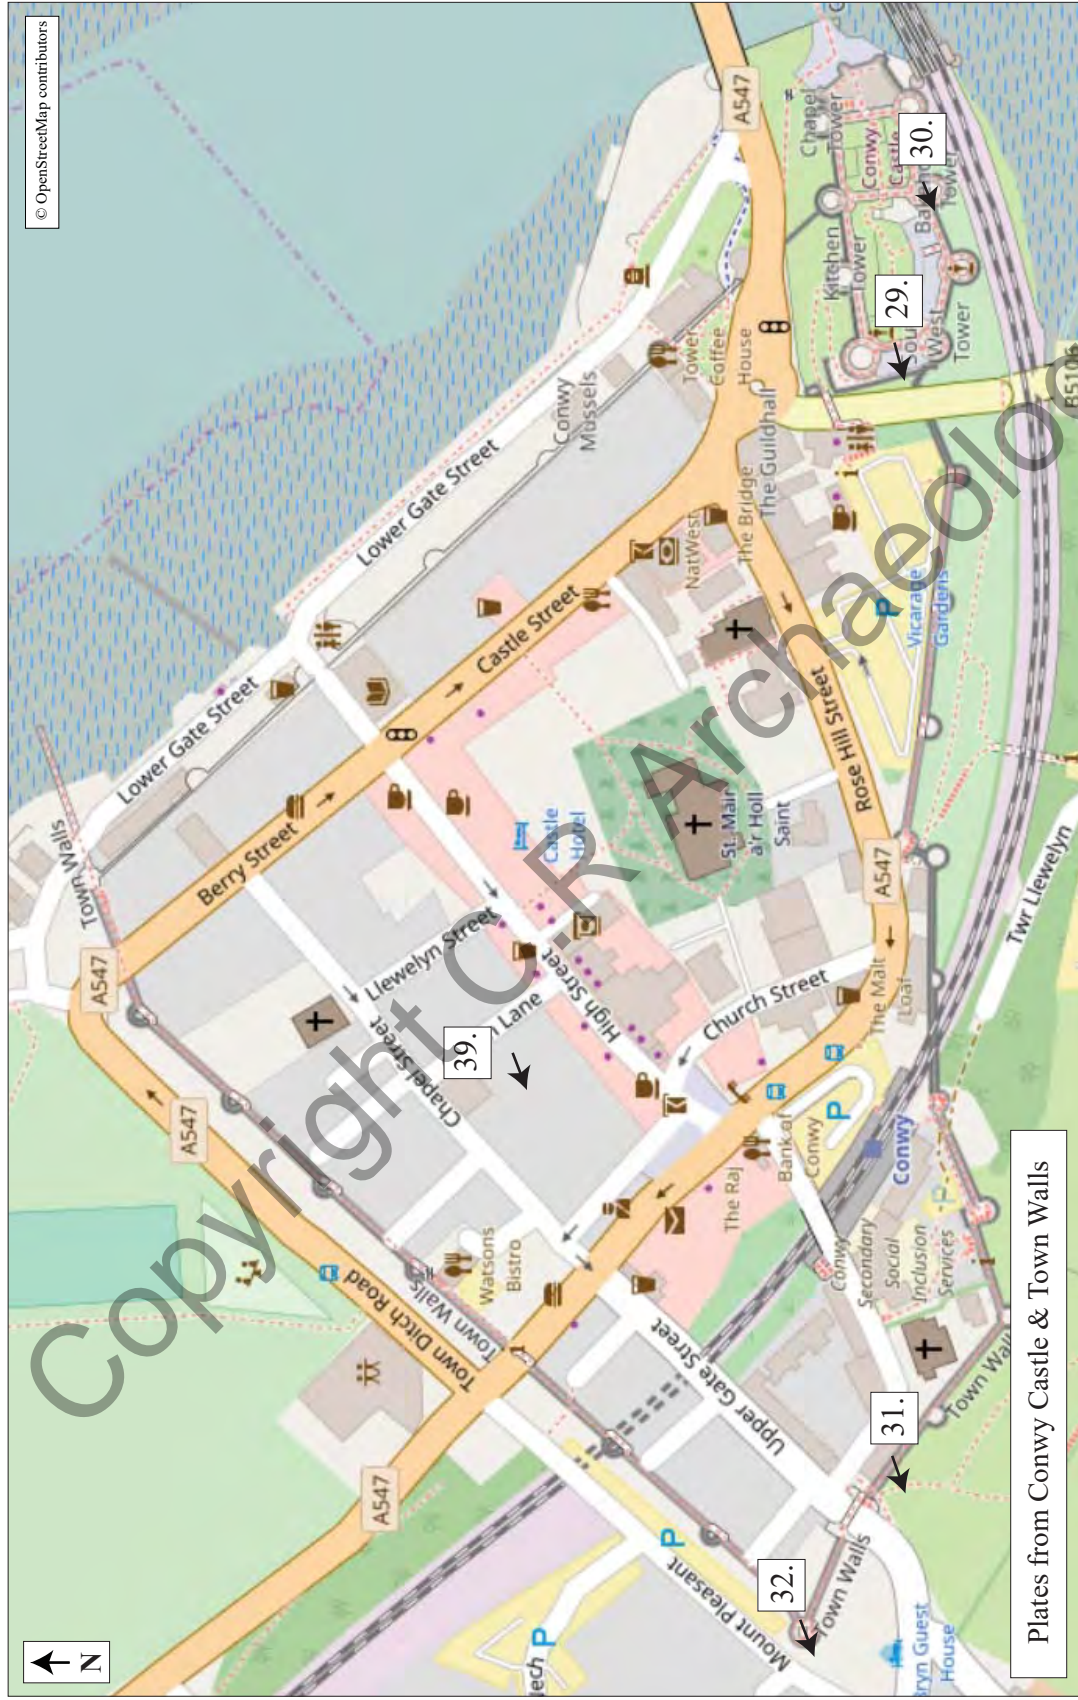 © OpenStreetMap contributors
N
Plates from Conwy Castle & Town Walls
Copyright C.R. Archaeolo
29.
30.
31.
32.
39.
A547
A547
A547
A547
A547
B5106
Lower Gate Street
Lower Gate Street
Town Walls
Berry Street
Castle Street
Conwy
Mussels
Tower
Coffee
House
Chapel
Tower
Conwy
Kitchen
Tower
Tower
West
Tower
The Guildhall
The Bridge
NatWest
Vicarage
Gardens
P
Rose Hill Street
St. Mair
a'r Holl
Saint
Castle
Hotel
Llewelyn Street
Chapel Street
Lane
High Street
Church Street
The Malt
Loaf
Twr Llewelyn
Bank of
Conwy
P
Conwy
The Raj
Conwy
Secondary
Social
Inclusion
Services
P
Watsons
Bistro
Town Walls
Town Ditch Road
Upper Gate Street
Town Wall
Town Walls
Mount Pleasant
P
P
Bryn Guest
House